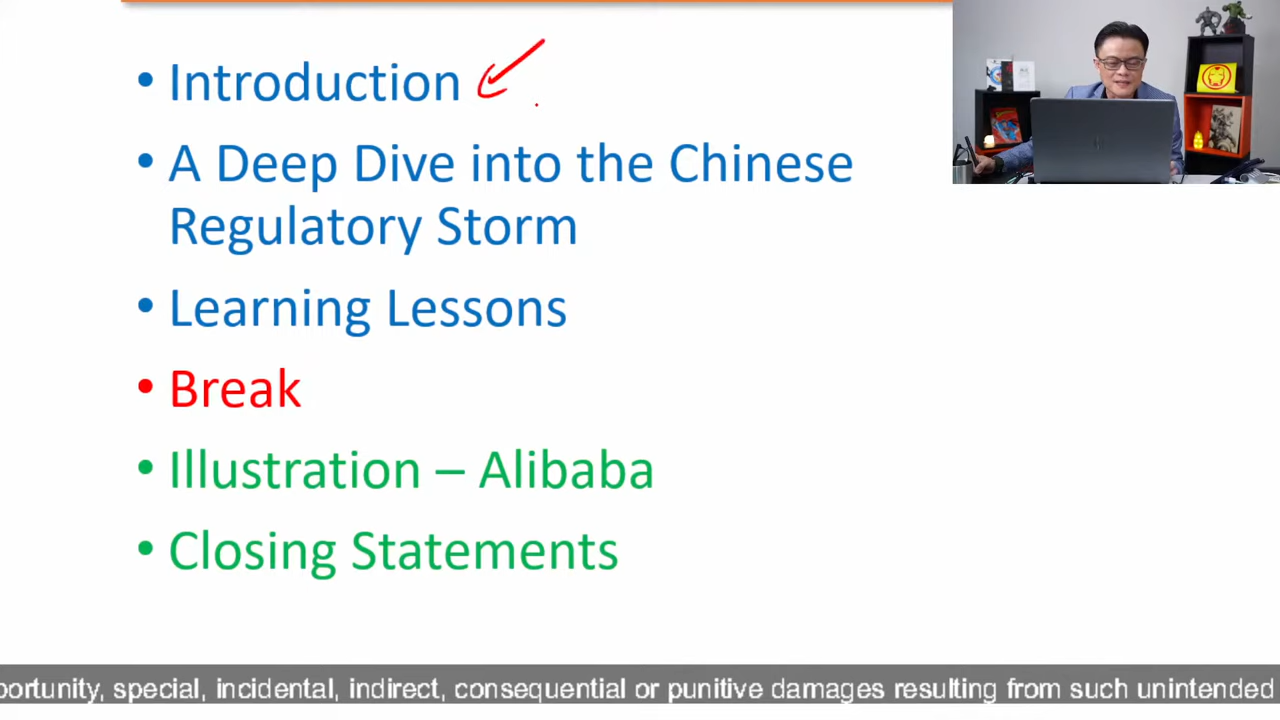 • Introduction
• A Deep Dive into the Chinese
Regulatory Storm
• Learning Lessons
• Break
• Illustration – Alibaba
• Closing Statements
portunity, special, incidental, indirect, consequential or punitive damages resulting from such unintended